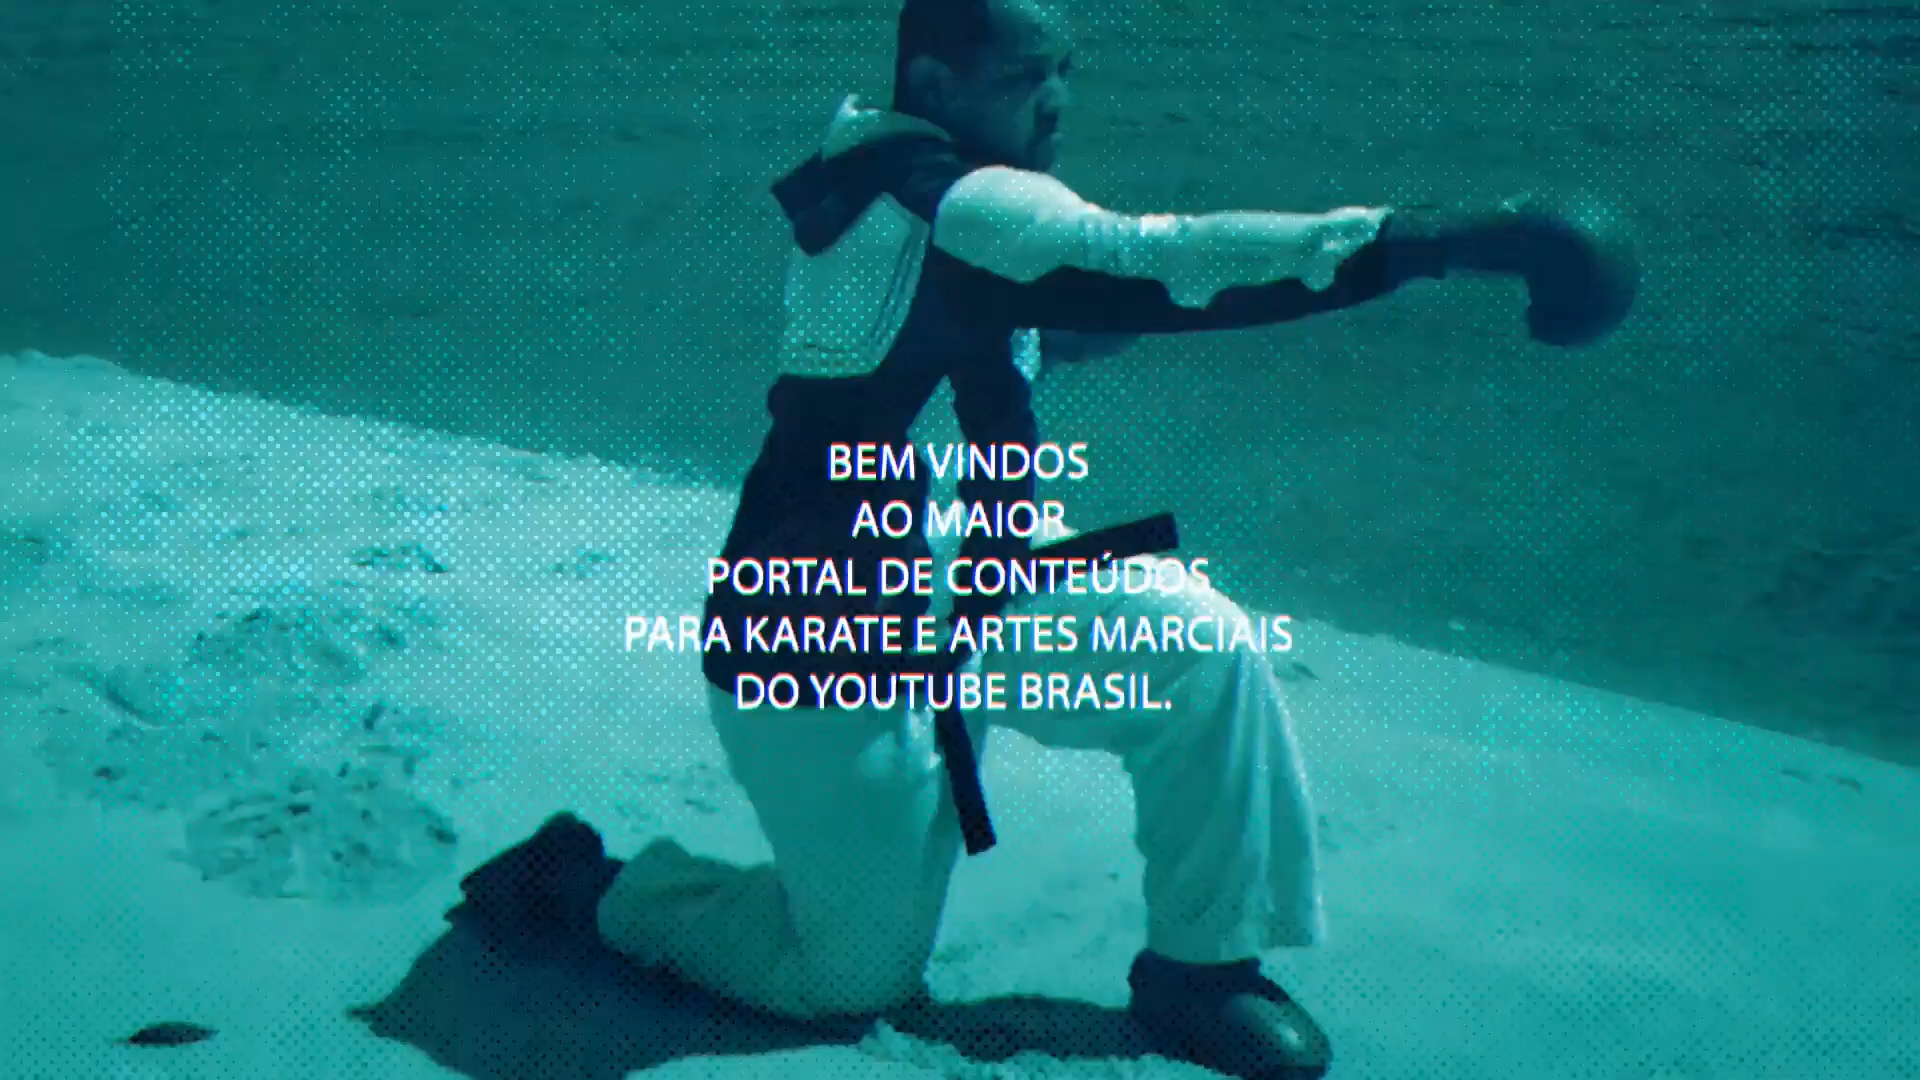 BEM VINDOS
AO MAIOR
PORTAL DE CONTEÚDOS
PARA KARATE E ARTES MARCIAIS
DO YOUTUBE BRASIL.